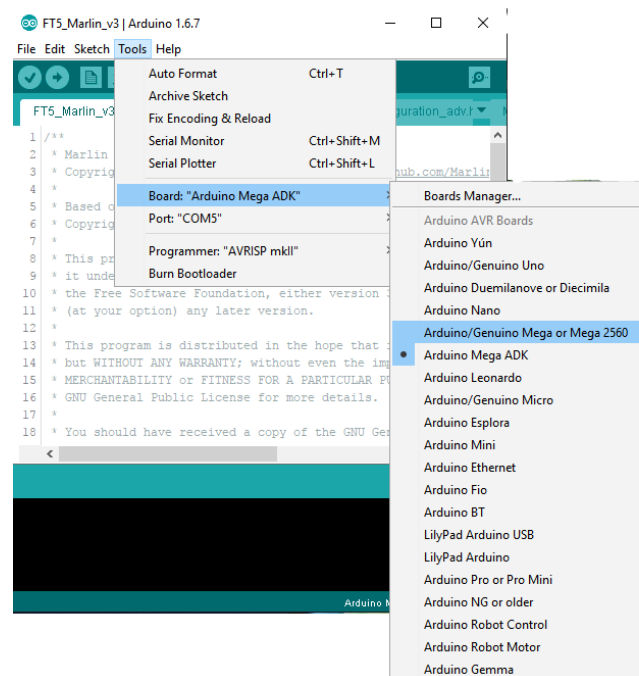 FT5_Marlin_v3 | Arduino 1.6.7
File Edit Sketch Tools Help
FT5_Marlin_v3
guration_adv.h
Auto Format Ctrl+T
Archive Sketch
Fix Encoding & Reload
Serial Monitor Ctrl+Shift+M
Serial Plotter Ctrl+Shift+L
Board: "Arduino Mega ADK"
Port: "COM5"
Programmer: "AVRISP mkII"
Burn Bootloader
1 /**
2 * Marlin
3 * Copyrig hub.com/Marlin
4 *
5 * Based o
6 * Copyrig
7 *
8 * This pr
9 * it unde
10 * the Free Software Foundation, either version
11 * (at your option) any later version.
12 *
13 * This program is distributed in the hope that
14 * but WITHOUT ANY WARRANTY; without even the imp
15 * MERCHANTABILITY or FITNESS FOR A PARTICULAR PU
16 * GNU General Public License for more details.
17 *
18 * You should have received a copy of the GNU Gen
Arduino M
Boards Manager...
Arduino AVR Boards
Arduino Yún
Arduino/Genuino Uno
Arduino Duemilanove or Diecimila
Arduino Nano
Arduino/Genuino Mega or Mega 2560
Arduino Mega ADK
Arduino Leonardo
Arduino/Genuino Micro
Arduino Esplora
Arduino Mini
Arduino Ethernet
Arduino Fio
Arduino BT
LilyPad Arduino USB
LilyPad Arduino
Arduino Pro or Pro Mini
Arduino NG or older
Arduino Robot Control
Arduino Robot Motor
Arduino Gemma